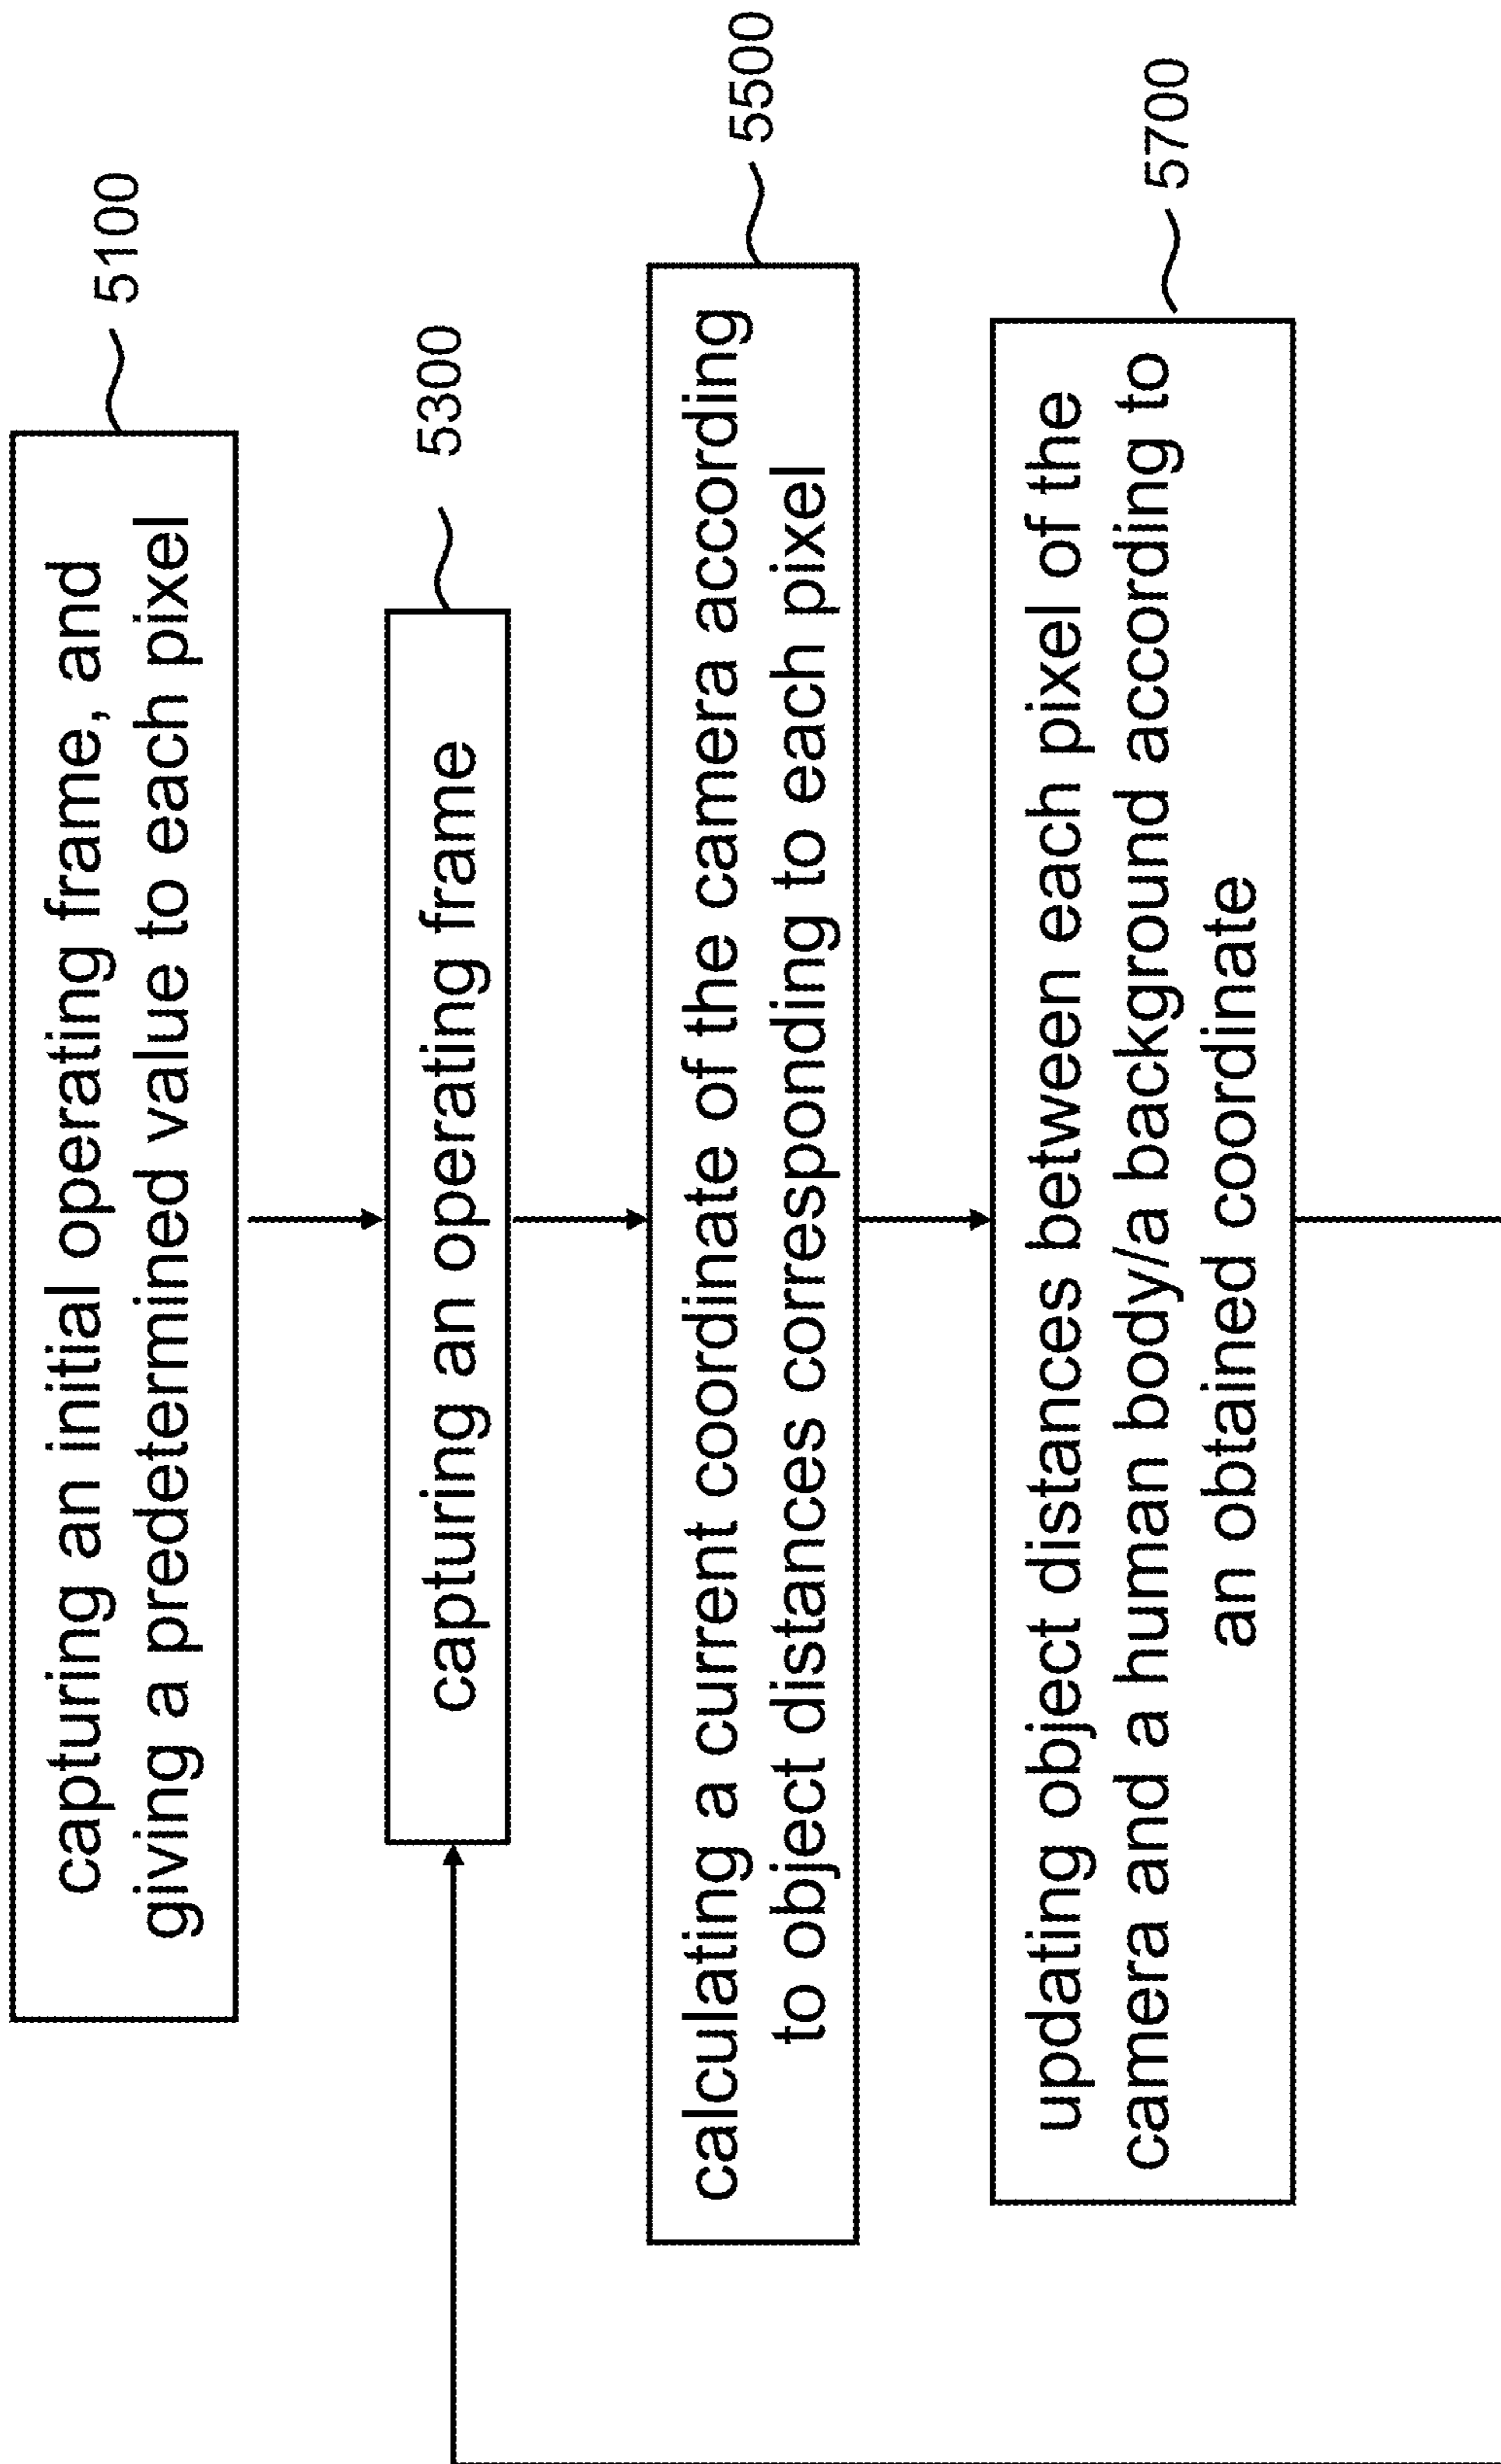 capturing an initial operating frame, and
giving a predetermined value to each pixel
5100
capturing an operating frame
5300
calculating a current coordinate of the camera according
to object distances corresponding to each pixel
5500
updating object distances between each pixel of the
camera and a human body/a background according to
an obtained coordinate
5700